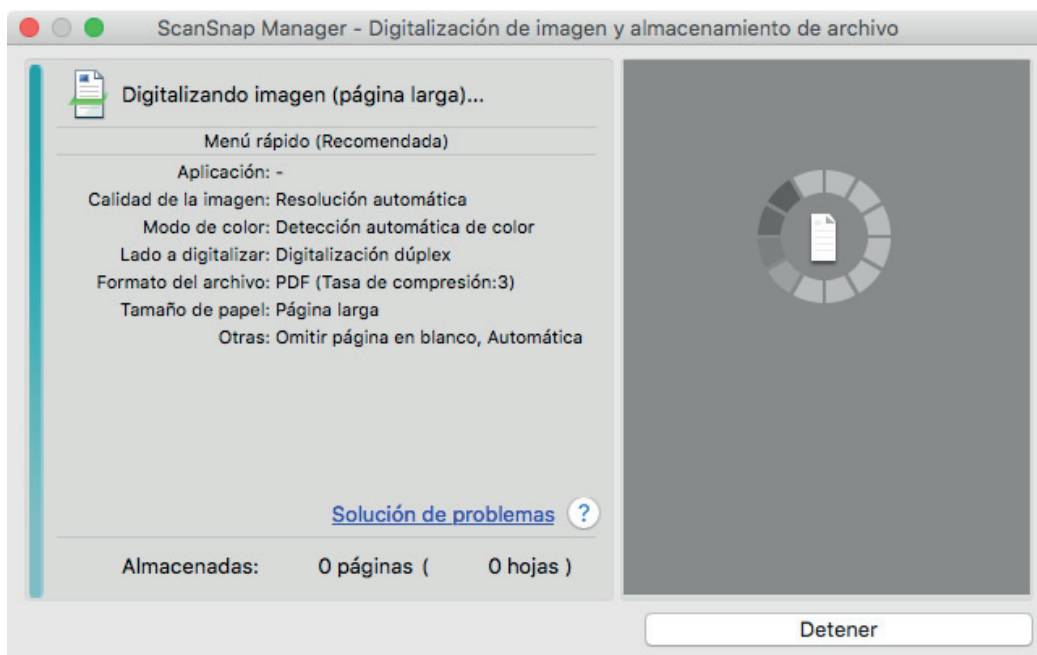 ScanSnap Manager - Digitalización de imagen y almacenamiento de archivo
Digitalizando imagen (página larga)...
Menú rápido (Recomendada)
Aplicación: -
Calidad de la imagen: Resolución automática
Modo de color: Detección automática de color
Lado a digitalizar: Digitalización dúplex
Formato del archivo: PDF (Tasa de compresión:3)
Tamaño de papel: Página larga
Otras: Omitir página en blanco, Automática
Solución de problemas ?
Almacenadas: 0 páginas ( 0 hojas )
Detener